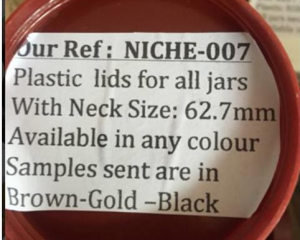 Our Ref : NICHE-007
Plastic lids for all jars
With Neck Size: 62.7mm
Available in any colour
Samples sent are in
Brown-Gold –Black